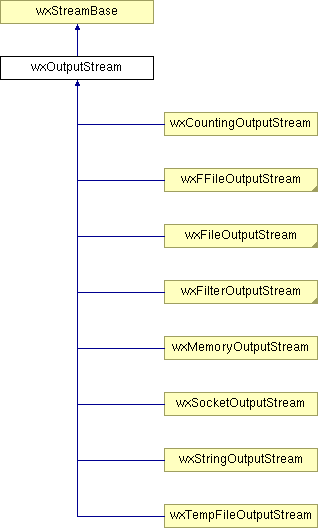 wxStreamBase
wxOutputStream
wxCountingOutputStream
wxFFileOutputStream
wxFileOutputStream
wxFilterOutputStream
wxMemoryOutputStream
wxSocketOutputStream
wxStringOutputStream
wxTempFileOutputStream